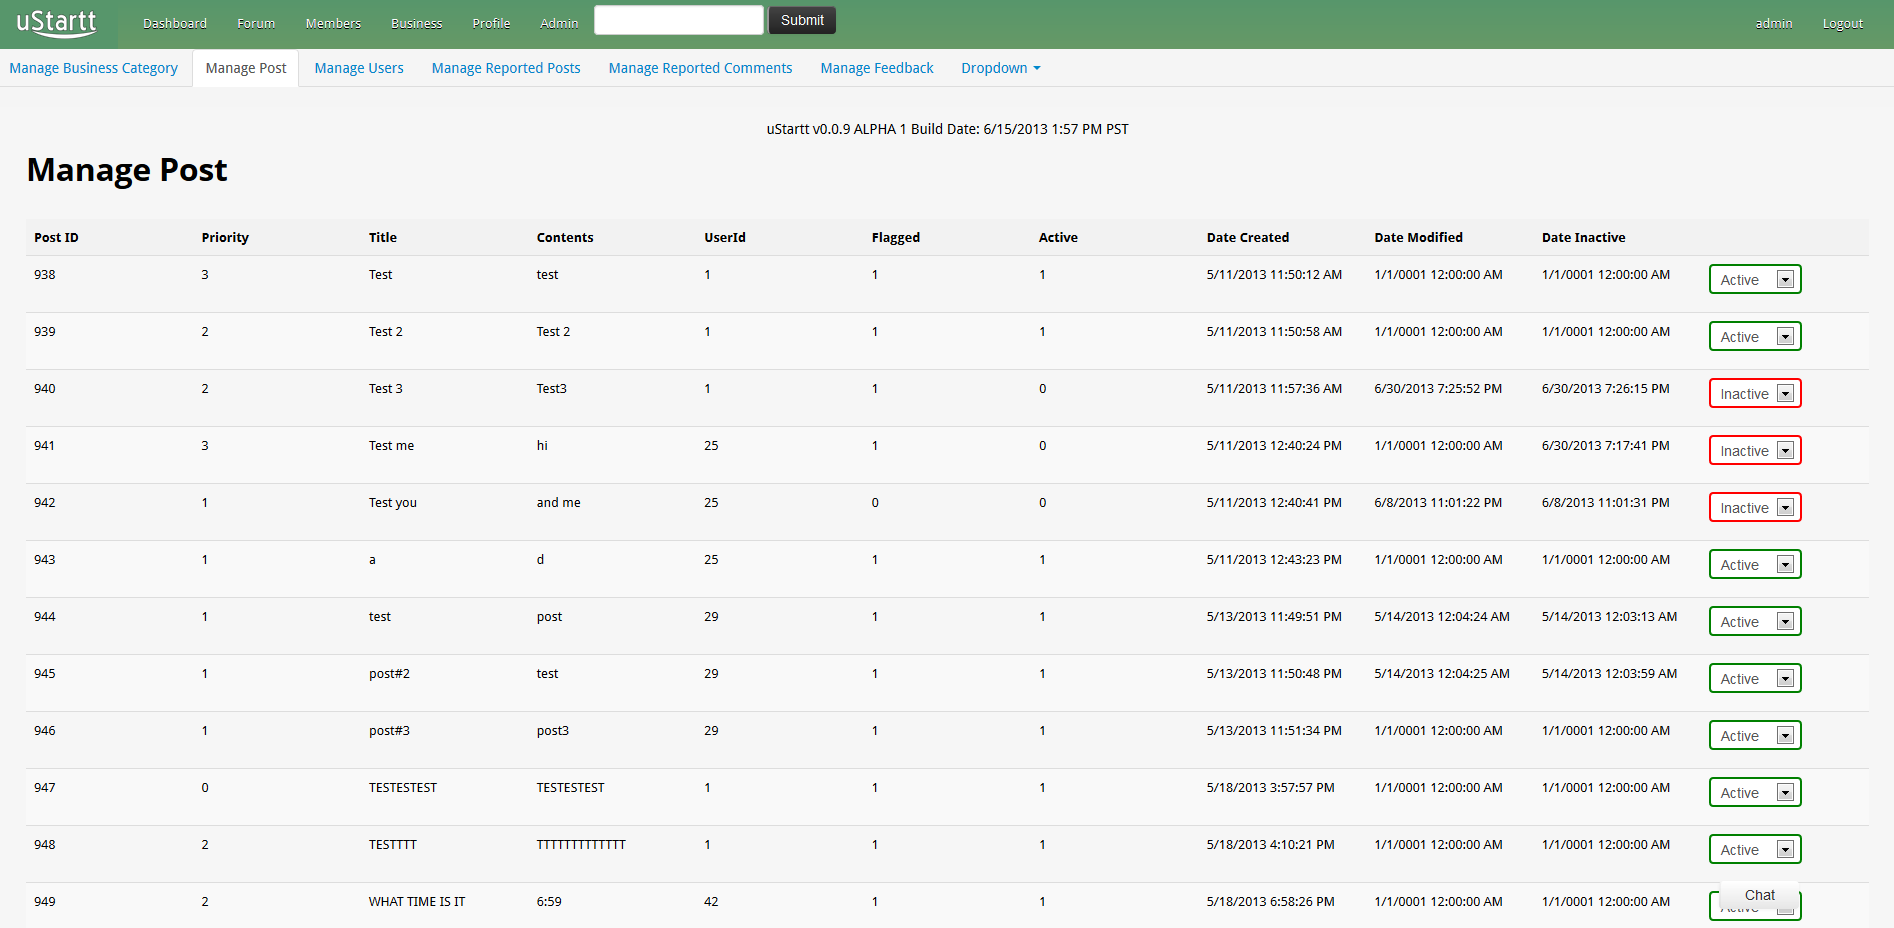 uStartt Dashboard Forum Members Business Profile Admin Submit admin Logout
Manage Business Category Manage Post Manage Users Manage Reported Posts Manage Reported Comments Manage Feedback Dropdown
uStartt v0.0.9 ALPHA 1 Build Date: 6/15/2013 1:57 PM PST
Manage Post
Post ID Priority Title Contents UserId Flagged Active Date Created Date Modified Date Inactive
938 3 Test test 1 1 1 5/11/2013 11:50:12 AM 1/1/0001 12:00:00 AM 1/1/0001 12:00:00 AM Active
939 2 Test 2 Test 2 1 1 1 5/11/2013 11:50:58 AM 1/1/0001 12:00:00 AM 1/1/0001 12:00:00 AM Active
940 2 Test 3 Test3 1 1 0 5/11/2013 11:57:36 AM 6/30/2013 7:25:52 PM 6/30/2013 7:26:15 PM Inactive
941 3 Test me hi 25 1 0 5/11/2013 12:40:24 PM 1/1/0001 12:00:00 AM 6/30/2013 7:17:41 PM Inactive
942 1 Test you and me 25 0 0 5/11/2013 12:40:41 PM 6/8/2013 11:01:22 PM 6/8/2013 11:01:31 PM Inactive
943 1 a d 25 1 1 5/11/2013 12:43:23 PM 1/1/0001 12:00:00 AM 1/1/0001 12:00:00 AM Active
944 1 test post 29 1 1 5/13/2013 11:49:51 PM 5/14/2013 12:04:24 AM 5/14/2013 12:03:13 AM Active
945 1 post#2 test 29 1 1 5/13/2013 11:50:48 PM 5/14/2013 12:04:25 AM 5/14/2013 12:03:59 AM Active
946 1 post#3 post3 29 1 1 5/13/2013 11:51:34 PM 1/1/0001 12:00:00 AM 1/1/0001 12:00:00 AM Active
947 0 TESTESTEST TESTESTEST 1 1 1 5/18/2013 3:57:57 PM 1/1/0001 12:00:00 AM 1/1/0001 12:00:00 AM Active
948 2 TESTTTT TTTTTTTTTTTTT 1 1 1 5/18/2013 4:10:21 PM 1/1/0001 12:00:00 AM 1/1/0001 12:00:00 AM Active
949 2 WHAT TIME IS IT 6:59 42 1 1 5/18/2013 6:58:26 PM 1/1/0001 12:00:00 AM 1/1/0001 12:00:00 AM Active
Chat